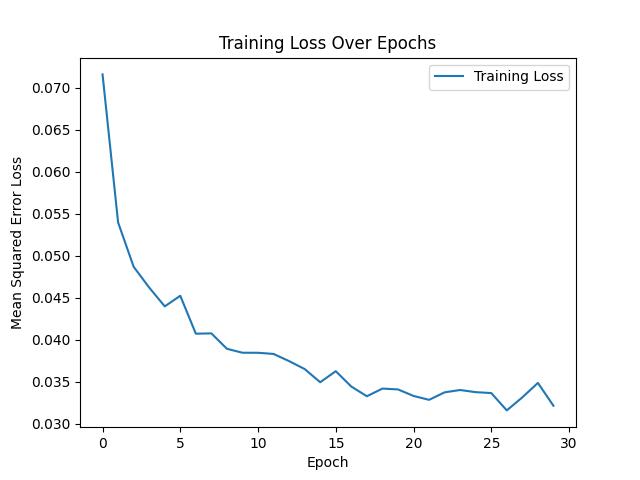 Training Loss Over Epochs
Training Loss
Mean Squared Error Loss
0.070
0.065
0.060
0.055
0.050
0.045
0.040
0.035
0.030
0 5 10 15 20 25 30
Epoch